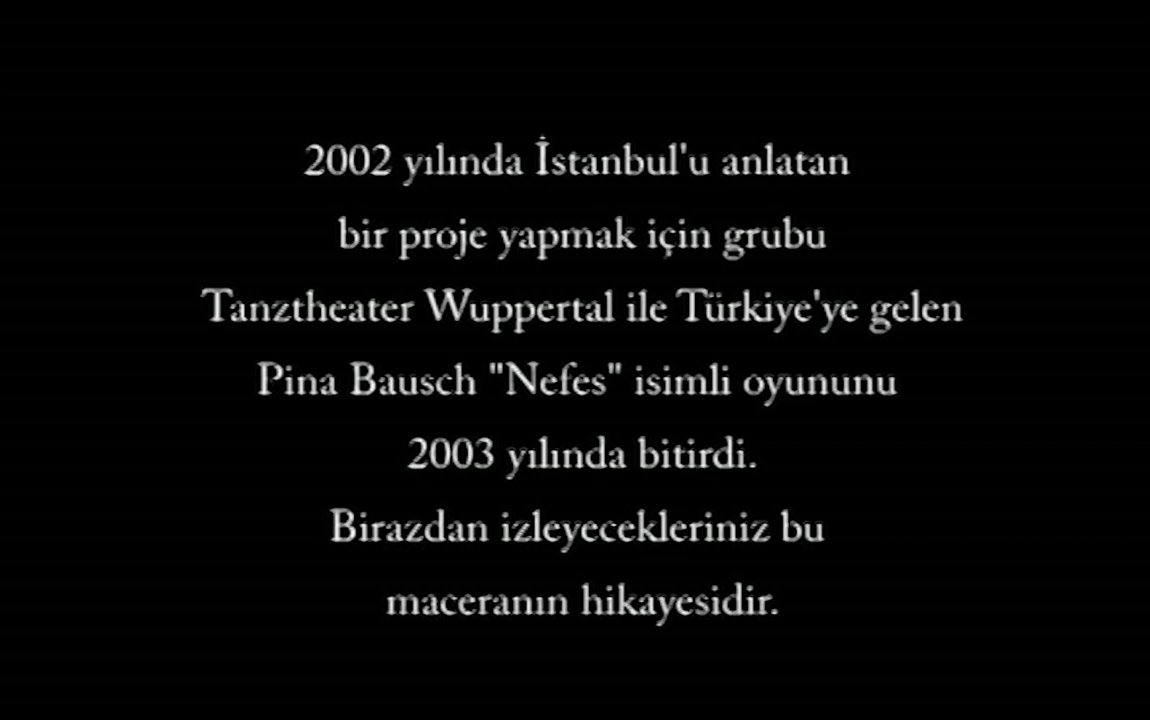 2002 yılında İstanbul'u anlatan
bir proje yapmak için grubu
Tanztheater Wuppertal ile Türkiye'ye gelen
Pina Bausch "Nefes" isimli oyununu
2003 yılında bitirdi.
Birazdan izleyecekleriniz bu
maceranın hikayesidir.